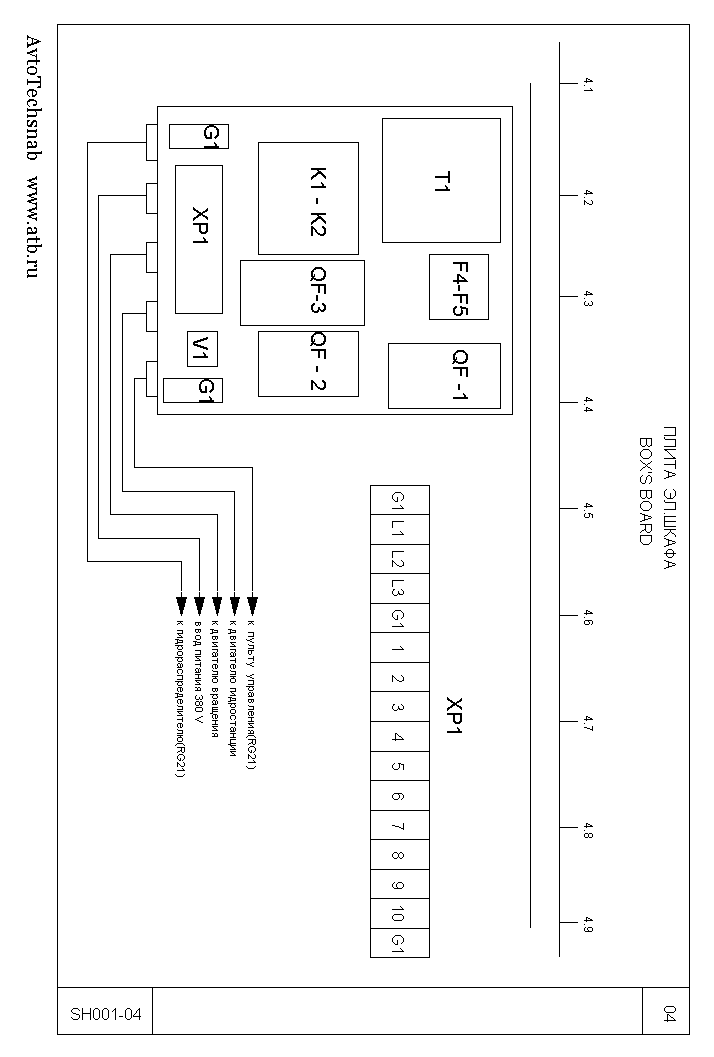 ПЛИТА ЭЛ.ШКАФА
BOX'S BOARD
4.1
4.2
4.3
4.4
4.5
4.6
4.7
4.8
4.9
T1
F4-F5
QF -1
K1 - K2
QF-3
QF - 2
G1
XP1
V1
G1
XP1
G1
L1
L2
L3
G1
1
2
3
4
5
6
7
8
9
10
G1
к пульту управления(RG21)
к двигателю гидростанции
к двигателю вращения
ввод питания 380 V
к гидрораспределителю(RG21)
04
SH001-04
AvtoTechsnab www.atb.ru